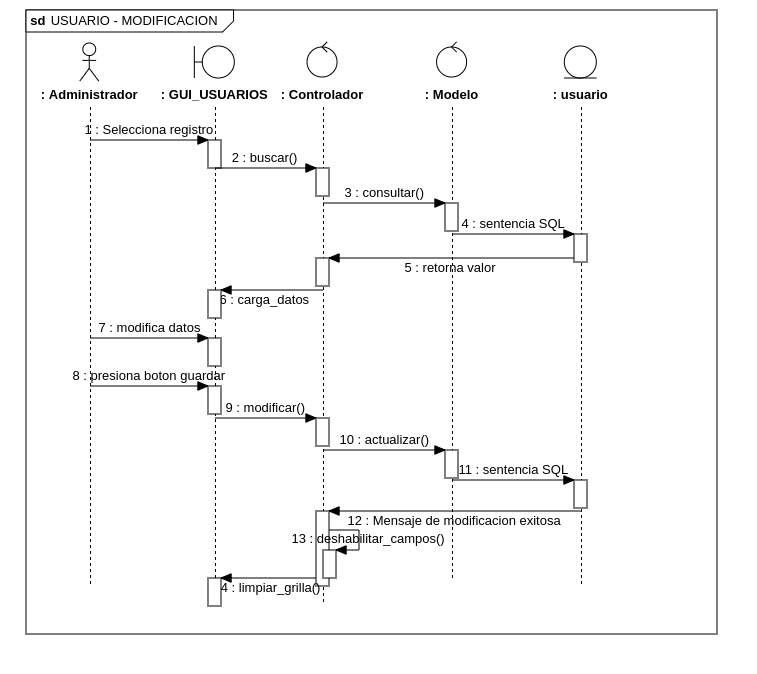 sd USUARIO - MODIFICACION
: Administrador : GUI_USUARIOS : Controlador : Modelo : usuario
1 : Selecciona registro
2 : buscar()
3 : consultar()
4 : sentencia SQL
5 : retorna valor
6 : carga_datos
7 : modifica datos
8 : presiona boton guardar
9 : modificar()
10 : actualizar()
11 : sentencia SQL
12 : Mensaje de modificacion exitosa
13 : deshabilitar_campos()
4 : limpiar_grilla()